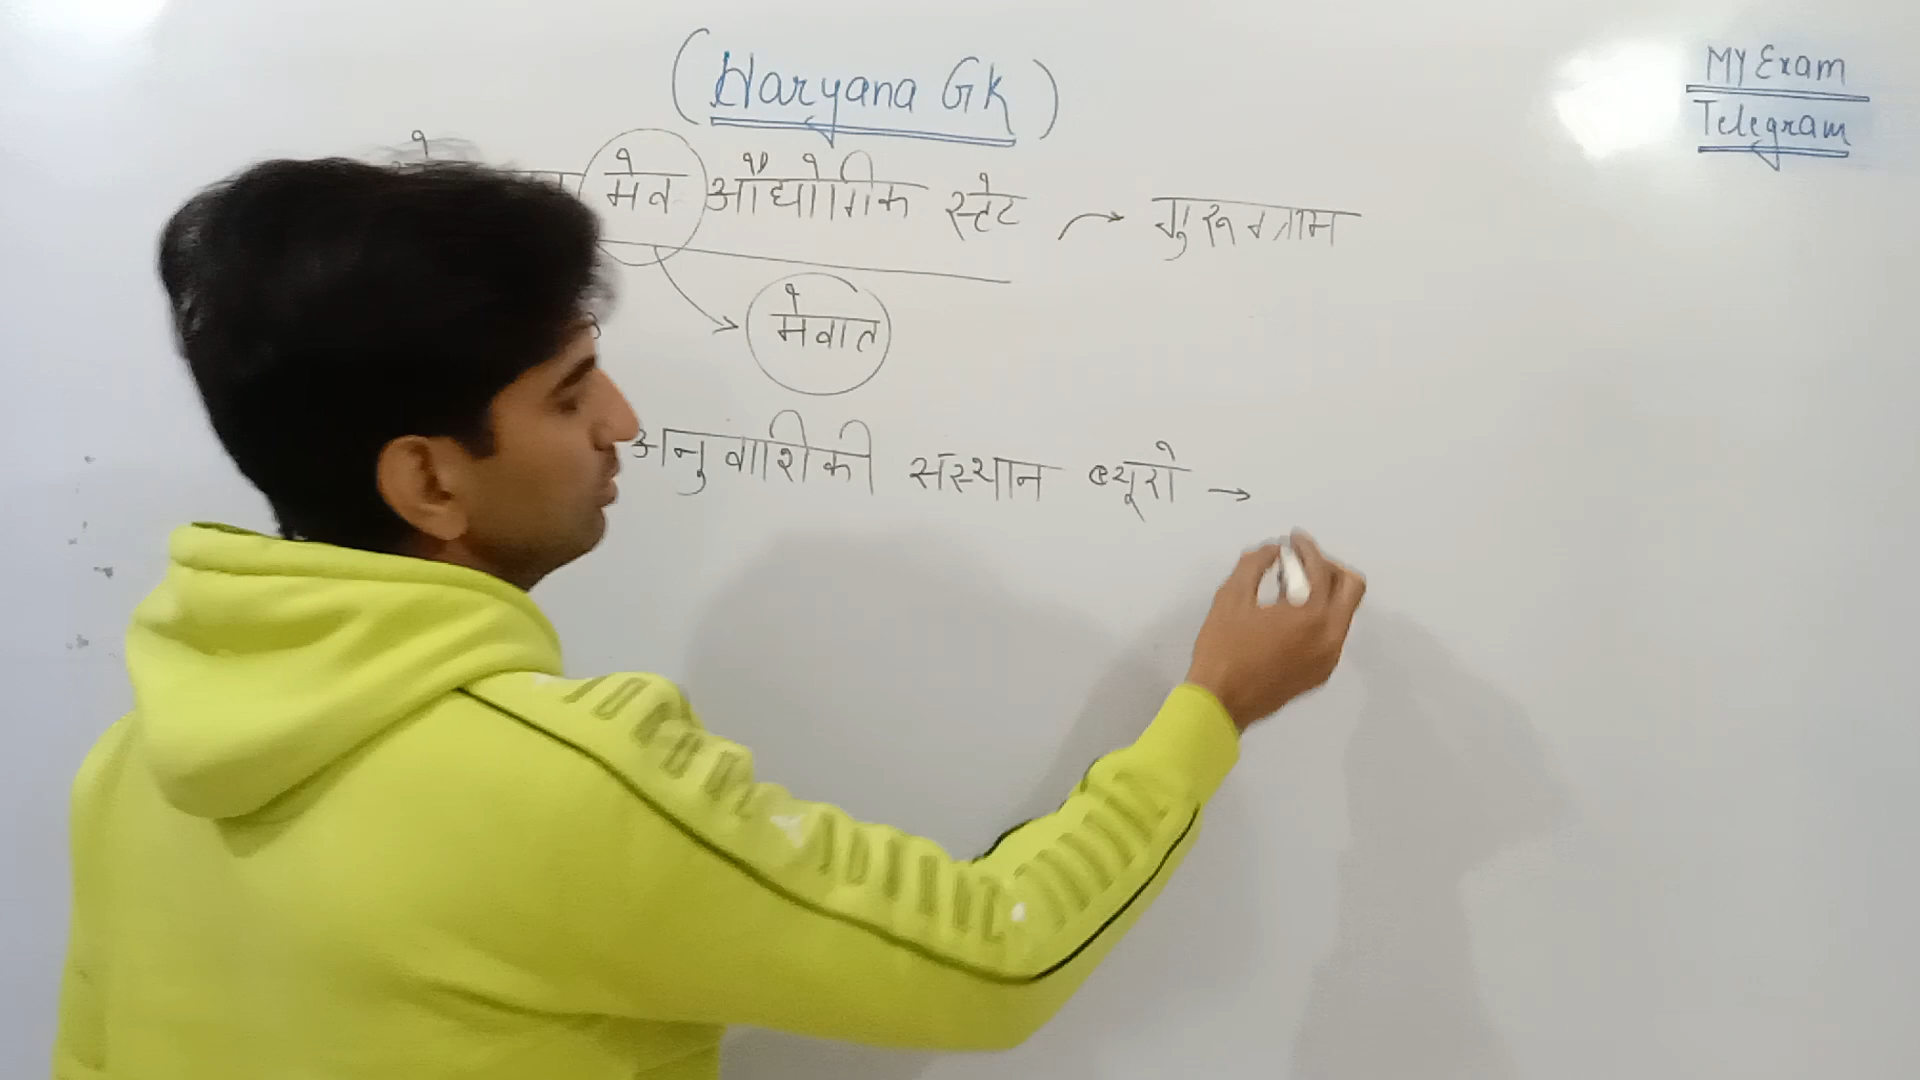 (Haryana GK)
MY Exam
Telegram
मेव औद्योगिक स्टेट → गुरूग्राम
मेवात
अनुवाशिकी संस्थान ब्यूरो →